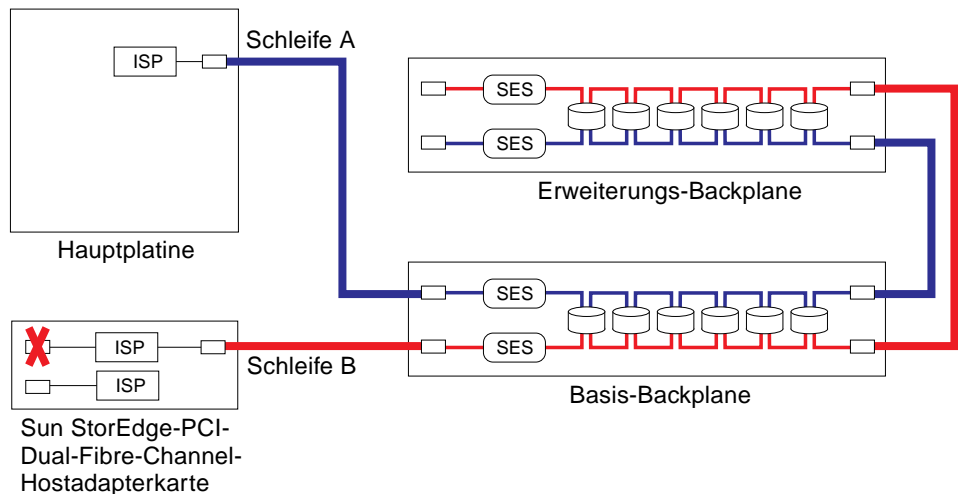 Schleife A
ISP
SES
SES
Erweiterungs-Backplane
Hauptplatine
SES
ISP
SES
Schleife B
ISP
Basis-Backplane
Sun StorEdge-PCI-
Dual-Fibre-Channel-
Hostadapterkarte